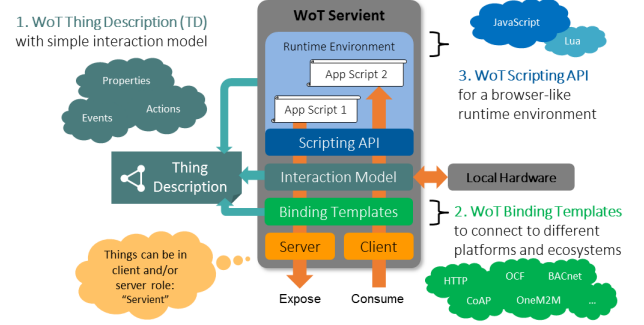 1. WoT Thing Description (TD)
with simple interaction model
Properties
Events
Actions
Thing
Description
Things can be in
client and/or
server role:
“Servient”
WoT Servient
Runtime Environment
App Script 2
App Script 1
Scripting API
Interaction Model
Binding Templates
Server
Client
Expose
Consume
JavaScript
Lua
3. WoT Scripting API
for a browser-like
runtime environment
Local Hardware
2. WoT Binding Templates
to connect to different
platforms and ecosystems
HTTP
OCF
BACnet
CoAP
OneM2M
...